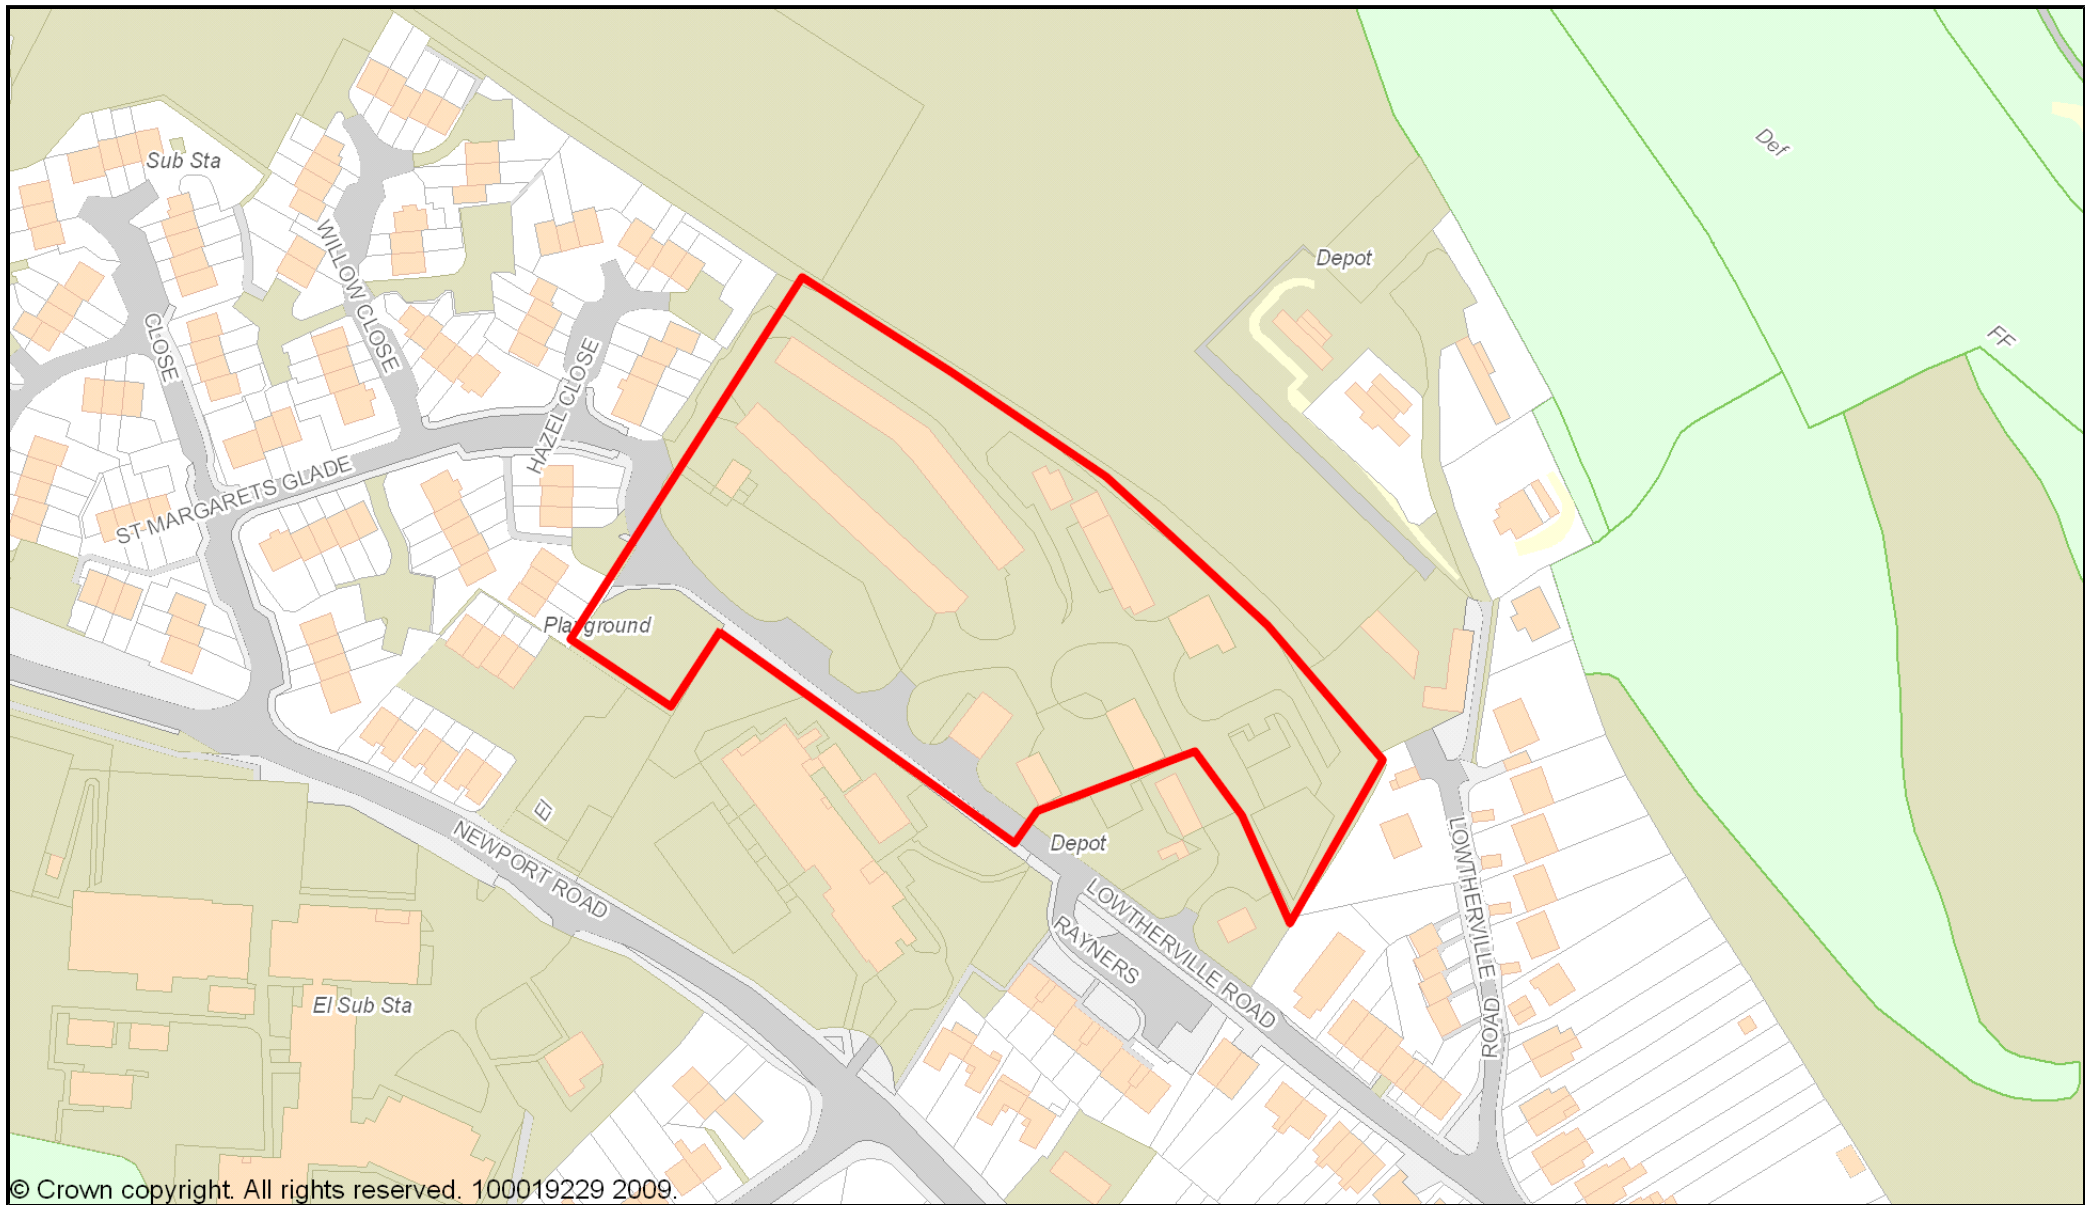 Def
Sub Sta
Depot
WILLOW CLOSE
FF
CLOSE
HAZEL CLOSE
ST MARGARETS GLADE
Playground
El
NEWPORT ROAD
Depot
LOWTHERVILLE ROAD
RAYNERS
LOWTHERVILLE ROAD
El Sub Sta
© Crown copyright. All rights reserved. 100019229 2009.